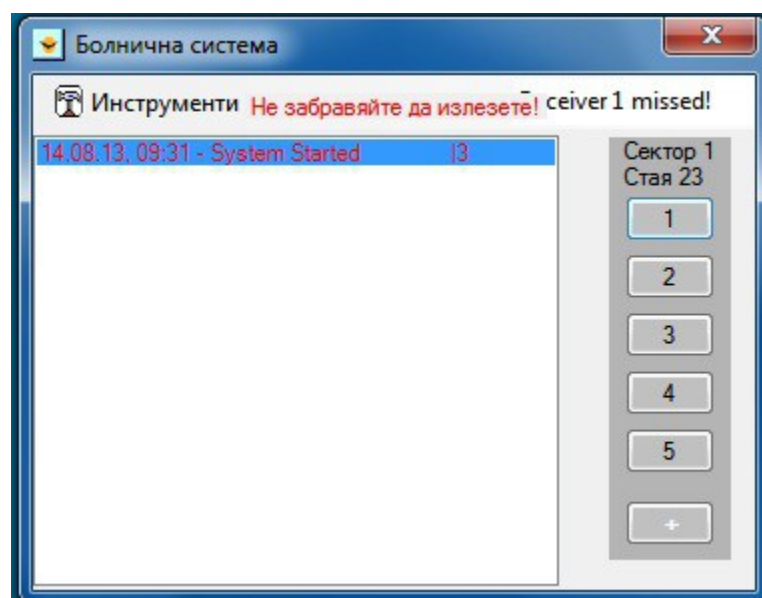 Болнична система
Инструменти Не забравяйте да излезете! ceiver 1 missed!
14.08.13, 09:31 - System Started |3
Сектор 1
Стая 23
1
2
3
4
5
+